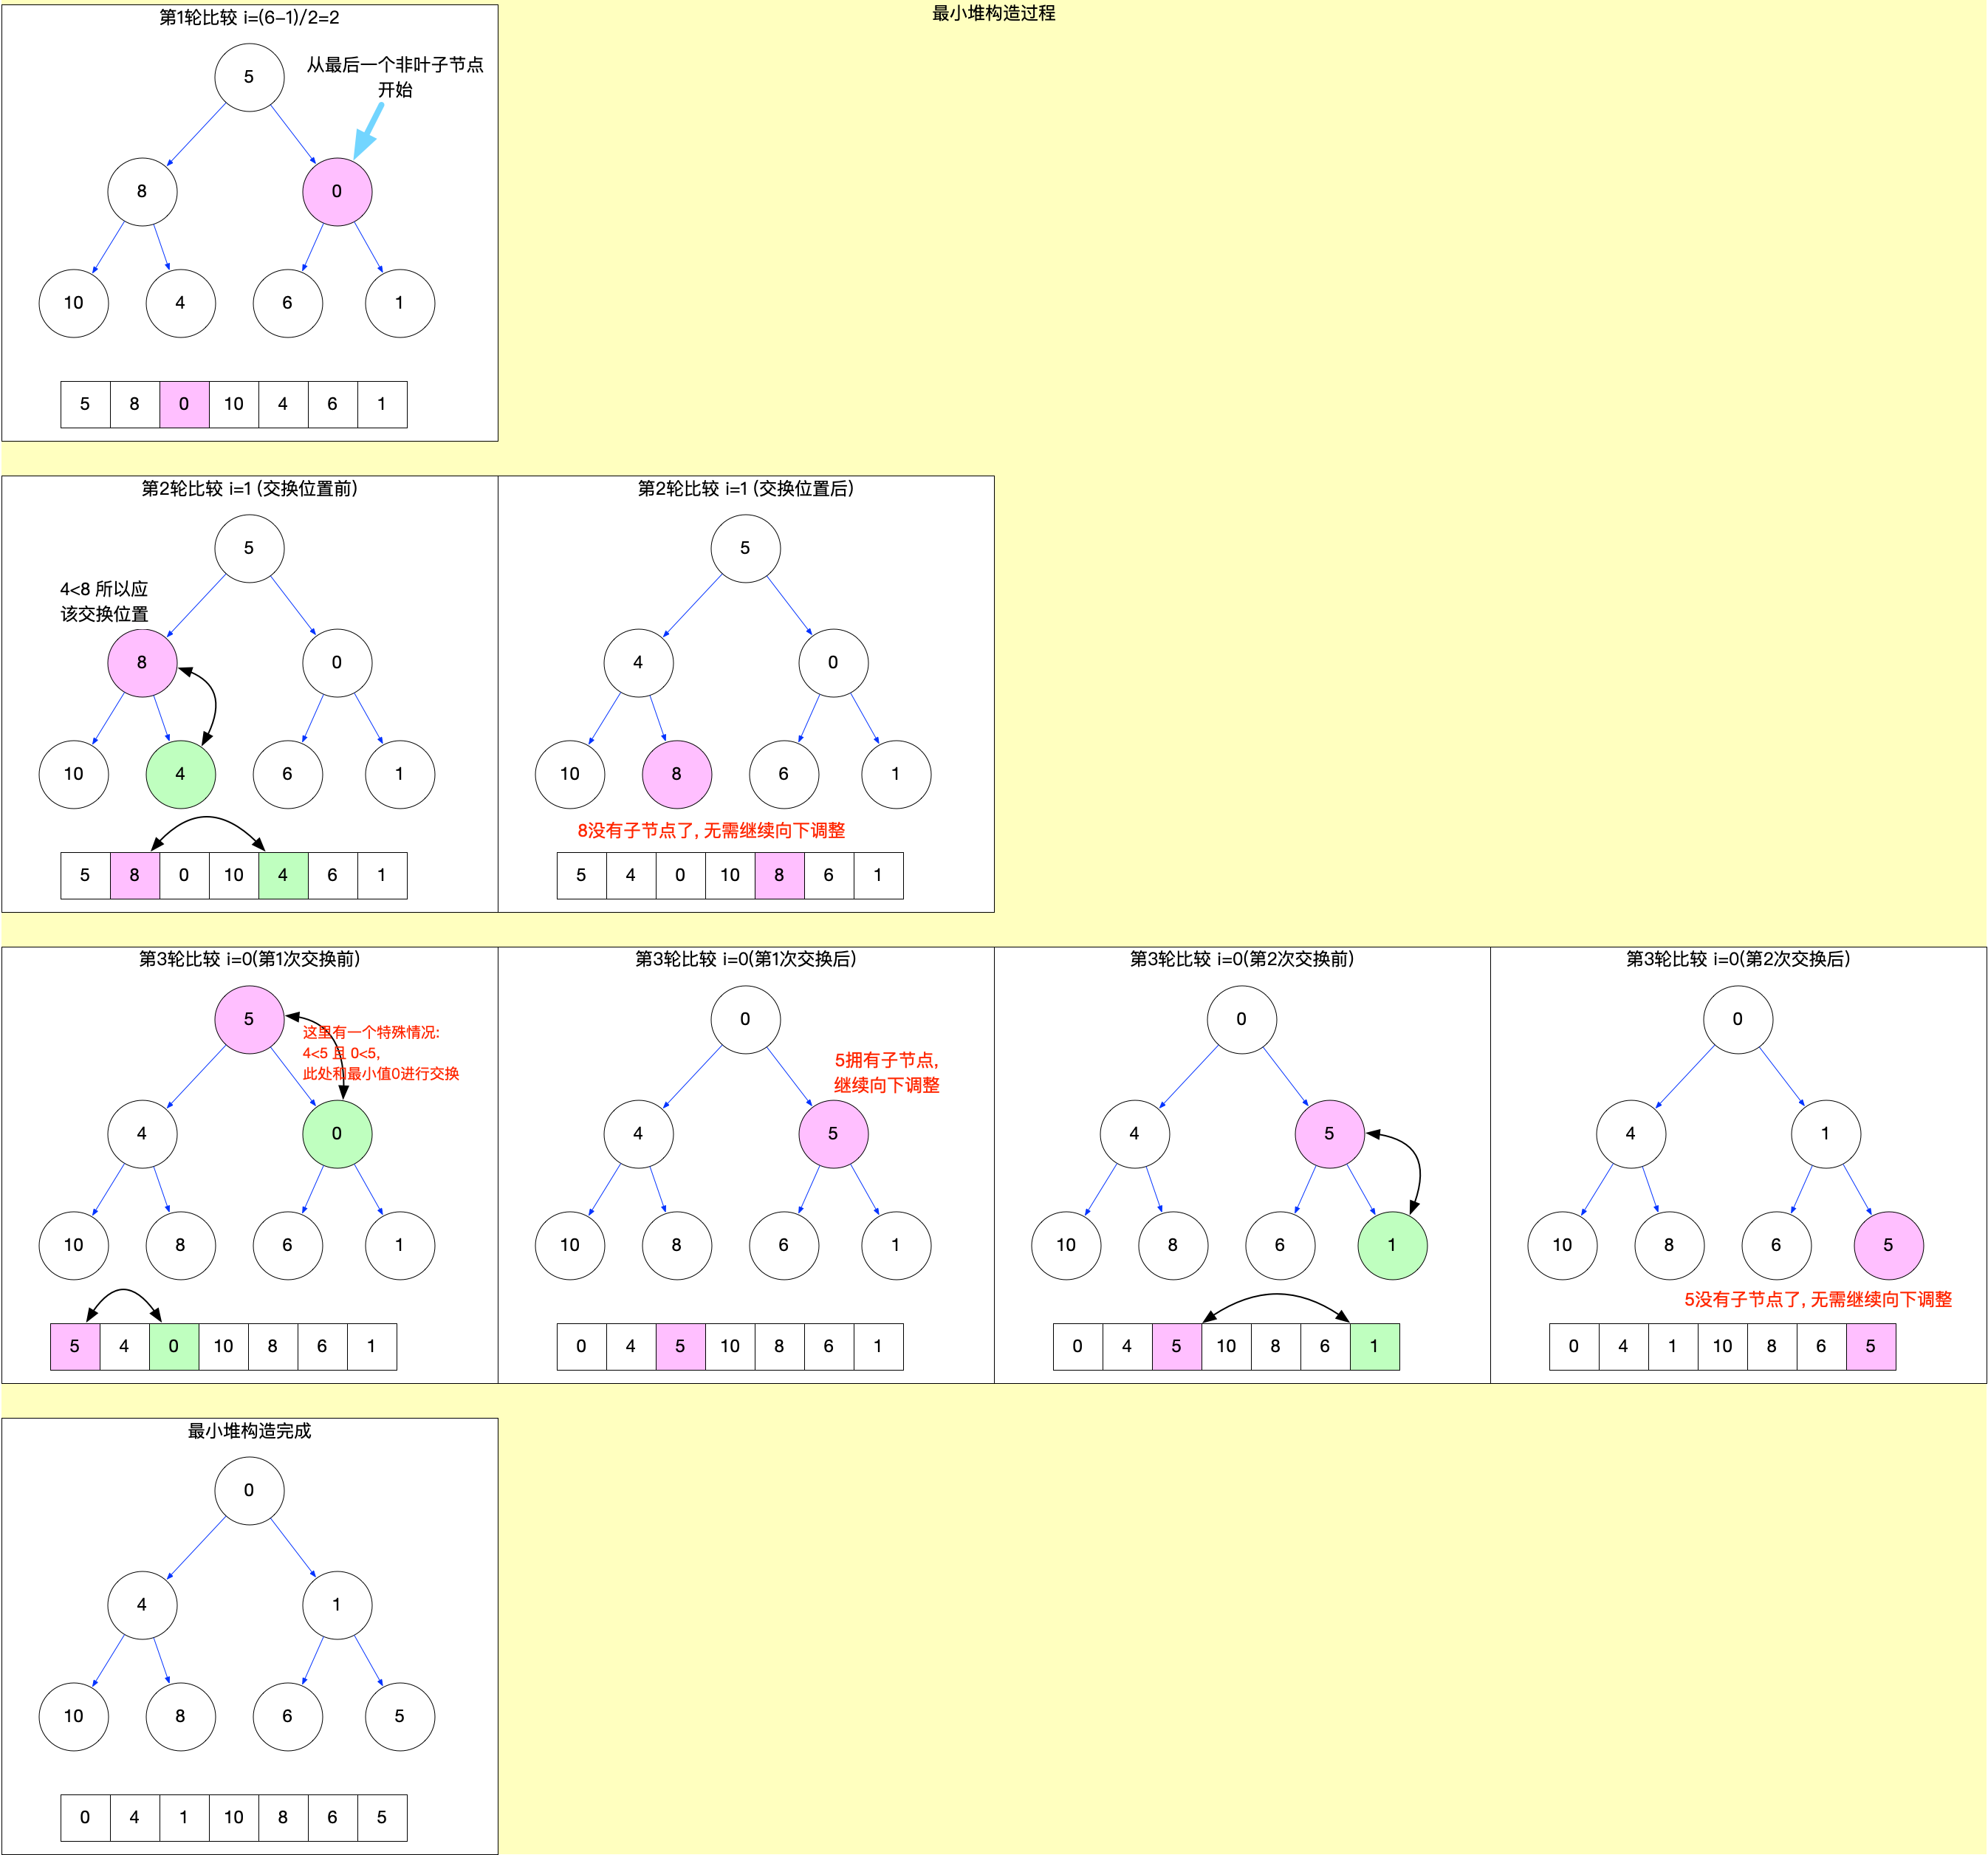 最小堆构造过程
第1轮比较 i=(6-1)/2=2
从最后一个非叶子节点
开始
5
8 0
10 4 6 1
5 8 0 10 4 6 1
第2轮比较 i=1 (交换位置前)
5
4<8 所以应
该交换位置
8 0
10 4 6 1
5 8 0 10 4 6 1
第2轮比较 i=1 (交换位置后)
5
4 0
10 8 6 1
8没有子节点了, 无需继续向下调整
5 4 0 10 8 6 1
第3轮比较 i=0(第1次交换前)
5
这里有一个特殊情况:
4<5 且 0<5,
此处和最小值0进行交换
4 0
10 8 6 1
5 4 0 10 8 6 1
第3轮比较 i=0(第1次交换后)
0
5拥有子节点,
继续向下调整
4 5
10 8 6 1
0 4 5 10 8 6 1
第3轮比较 i=0(第2次交换前)
0
4 5
10 8 6 1
0 4 5 10 8 6 1
第3轮比较 i=0(第2次交换后)
0
4 1
10 8 6 5
5没有子节点了, 无需继续向下调整
0 4 1 10 8 6 5
最小堆构造完成
0
4 1
10 8 6 5
0 4 1 10 8 6 5